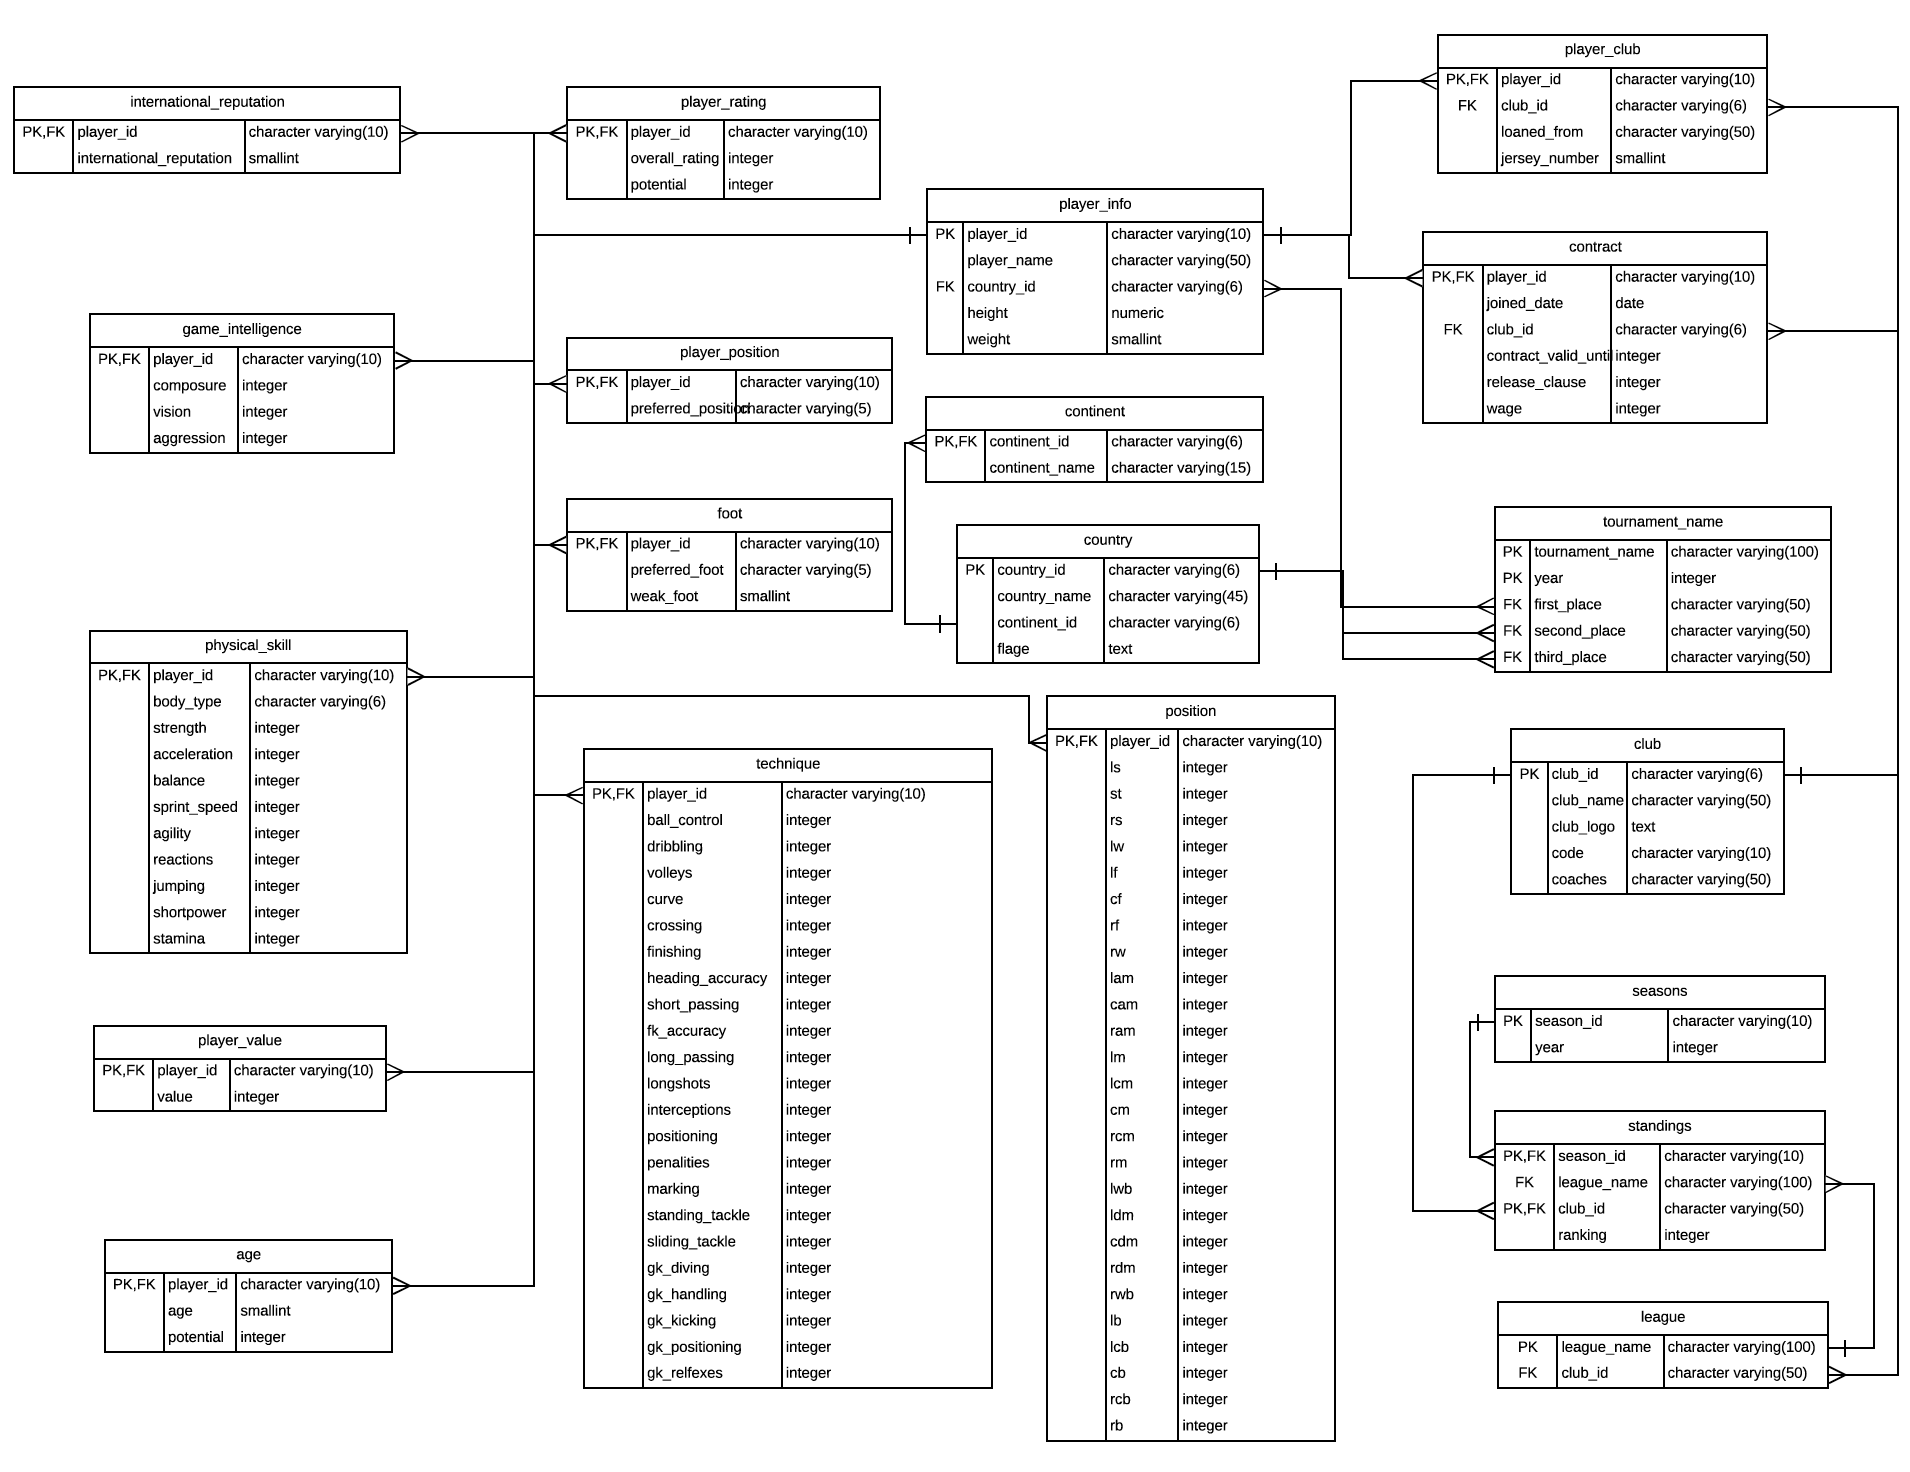 international_reputation
PK,FK player_id character varying(10)
international_reputation smallint
player_rating
PK,FK player_id character varying(10)
overall_rating integer
potential integer
player_info
PK player_id character varying(10)
player_name character varying(50)
FK country_id character varying(6)
height numeric
weight smallint
player_club
PK,FK player_id character varying(10)
FK club_id character varying(6)
loaned_from character varying(50)
jersey_number smallint
contract
PK,FK player_id character varying(10)
joined_date date
FK club_id character varying(6)
contract_valid_until integer
release_clause integer
wage integer
game_intelligence
PK,FK player_id character varying(10)
composure integer
vision integer
aggression integer
player_position
PK,FK player_id character varying(10)
preferred_position character varying(5)
continent
PK,FK continent_id character varying(6)
continent_name character varying(15)
foot
PK,FK player_id character varying(10)
preferred_foot character varying(5)
weak_foot smallint
country
PK country_id character varying(6)
country_name character varying(45)
continent_id character varying(6)
flage text
tournament_name
PK tournament_name character varying(100)
PK year integer
FK first_place character varying(50)
FK second_place character varying(50)
FK third_place character varying(50)
physical_skill
PK,FK player_id character varying(10)
body_type character varying(6)
strength integer
acceleration integer
balance integer
sprint_speed integer
agility integer
reactions integer
jumping integer
shortpower integer
stamina integer
technique
PK,FK player_id character varying(10)
ball_control integer
dribbling integer
volleys integer
curve integer
crossing integer
finishing integer
heading_accuracy integer
short_passing integer
fk_accuracy integer
long_passing integer
longshots integer
interceptions integer
positioning integer
penalities integer
marking integer
standing_tackle integer
sliding_tackle integer
gk_diving integer
gk_handling integer
gk_kicking integer
gk_positioning integer
gk_relfexes integer
position
PK,FK player_id character varying(10)
ls integer
st integer
rs integer
lw integer
lf integer
cf integer
rf integer
rw integer
lam integer
cam integer
ram integer
lm integer
lcm integer
cm integer
rcm integer
rm integer
lwb integer
ldm integer
cdm integer
rdm integer
rwb integer
lb integer
lcb integer
cb integer
rcb integer
rb integer
club
PK club_id character varying(6)
club_name character varying(50)
club_logo text
code character varying(10)
coaches character varying(50)
seasons
PK season_id character varying(10)
year integer
player_value
PK,FK player_id character varying(10)
value integer
standings
PK,FK season_id character varying(10)
FK league_name character varying(100)
PK,FK club_id character varying(50)
ranking integer
age
PK,FK player_id character varying(10)
age smallint
potential integer
league
PK league_name character varying(100)
FK club_id character varying(50)